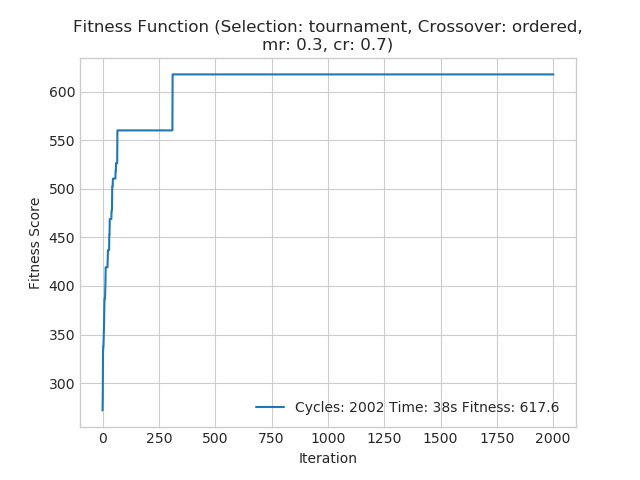 Fitness Function (Selection: tournament, Crossover: ordered,
mr: 0.3, cr: 0.7)
600
550
500
450
400
350
300
Fitness Score
Cycles: 2002 Time: 38s Fitness: 617.6
0 250 500 750 1000 1250 1500 1750 2000
Iteration